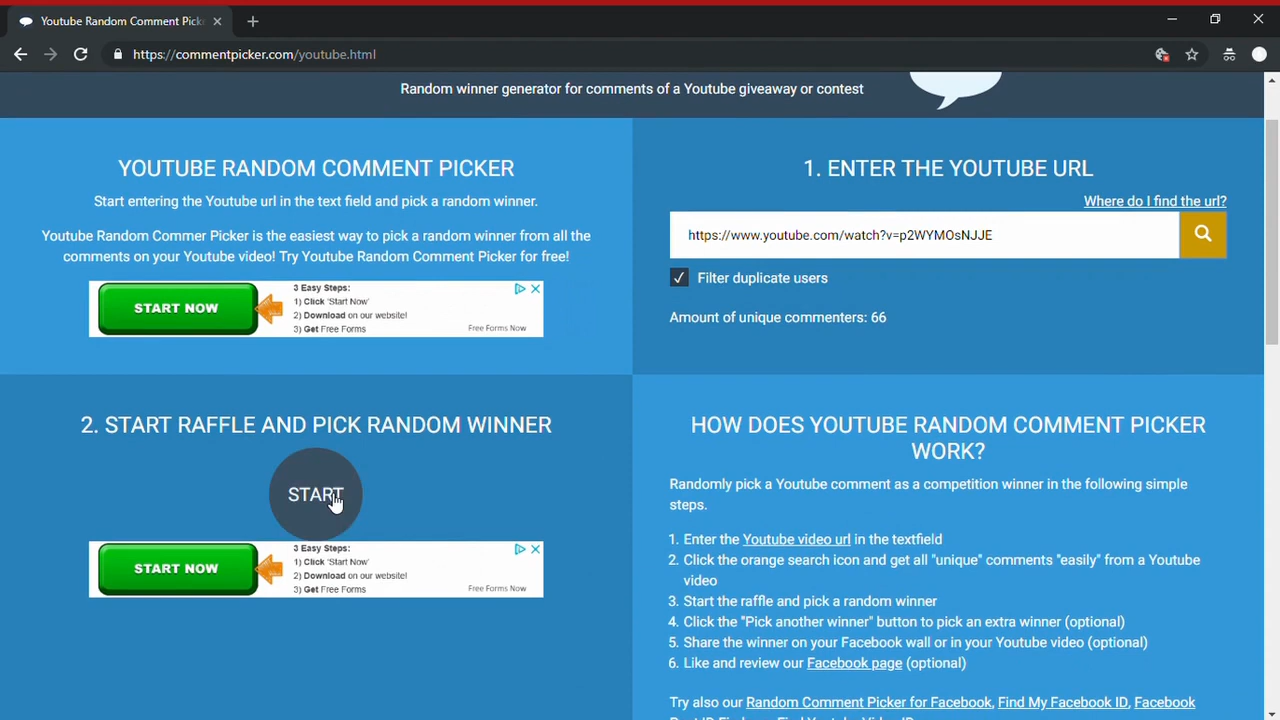 Youtube Random Comment Pick
https://commentpicker.com/youtube.html
Random winner generator for comments of a Youtube giveaway or contest
YOUTUBE RANDOM COMMENT PICKER
Start entering the Youtube url in the text field and pick a random winner.
Youtube Random Commer Picker is the easiest way to pick a random winner from all the
comments on your Youtube video! Try Youtube Random Comment Picker for free!
START NOW
3 Easy Steps:
1) Click 'Start Now'
2) Download on our website!
3) Get Free Forms
Free Forms Now
1. ENTER THE YOUTUBE URL
Where do I find the url?
https://www.youtube.com/watch?v=p2WYMOsNJJE
Filter duplicate users
Amount of unique commenters: 66
2. START RAFFLE AND PICK RANDOM WINNER
START
START NOW
3 Easy Steps:
1) Click 'Start Now'
2) Download on our website!
3) Get Free Forms
Free Forms Now
HOW DOES YOUTUBE RANDOM COMMENT PICKER
WORK?
Randomly pick a Youtube comment as a competition winner in the following simple
steps.
1. Enter the Youtube video url in the textfield
2. Click the orange search icon and get all "unique" comments "easily" from a Youtube
video
3. Start the raffle and pick a random winner
4. Click the "Pick another winner" button to pick an extra winner (optional)
5. Share the winner on your Facebook wall or in your Youtube video (optional)
6. Like and review our Facebook page (optional)
Try also our Random Comment Picker for Facebook, Find My Facebook ID, Facebook